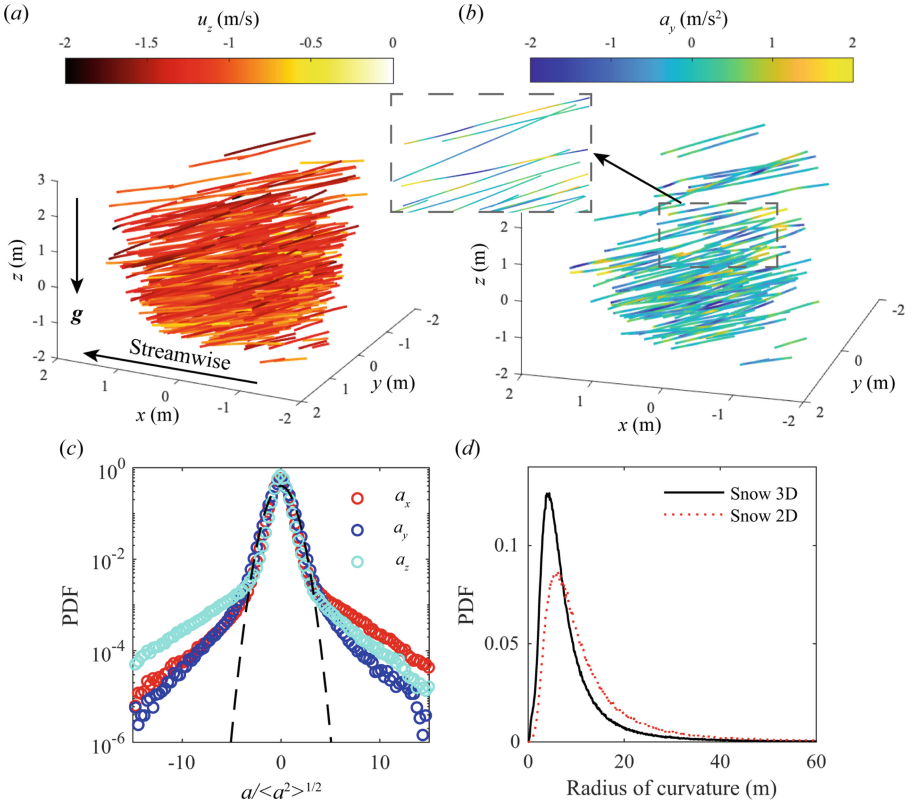 (a)
u_z (m/s)
-2 -1.5 -1 -0.5 0
(b)
a_y (m/s²)
-2 -1 0 1 2
3
2
1
0
-1
-2
z (m)
g
Streamwise
2 1 0 -1 -2
x (m)
-2
-1
0
1
2
y (m)
2
1
0
-1
-2
z (m)
2 1 0 -1 -2
x (m)
-2
0
2
y (m)
(c)
10⁰
10⁻²
10⁻⁴
10⁻⁶
PDF
a_x
a_y
a_z
-10 0 10
a/<a²>^1/2
(d)
Snow 3D
Snow 2D
0.1
0.05
0
PDF
0 20 40 60
Radius of curvature (m)